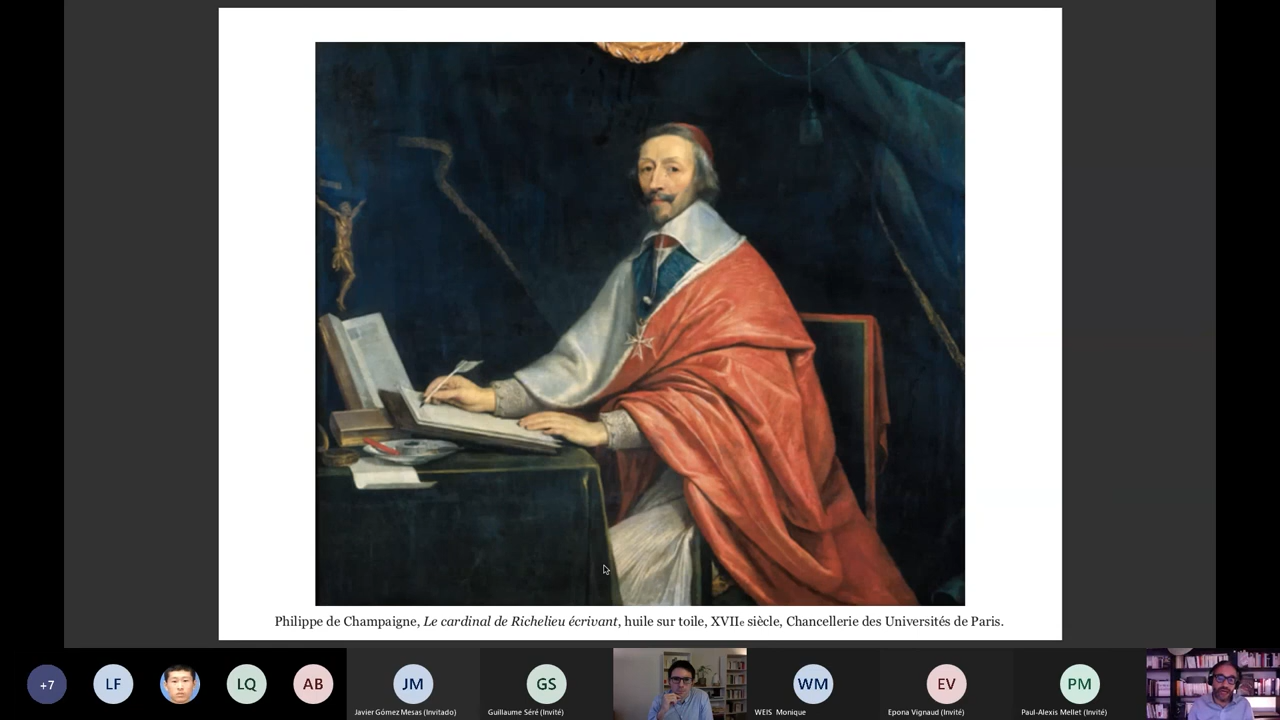 Philippe de Champaigne, Le cardinal de Richelieu écrivant, huile sur toile, XVIIe siècle, Chancellerie des Universités de Paris.
+7
LF
LQ
AB
JM
Javier Gómez Mesas (Invitado)
GS
Guillaume Séré (Invité)
WM
WEIS Monique
EV
Epona Vignaud (Invité)
PM
Paul-Alexis Mellet (Invité)